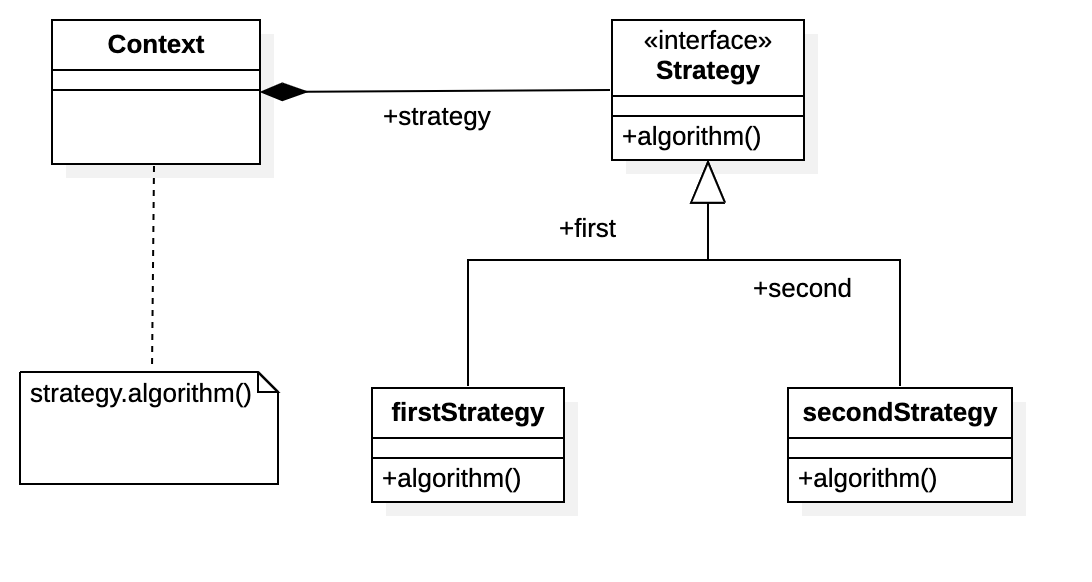 Context
«interface»
Strategy
+strategy
+algorithm()
+first
+second
strategy.algorithm()
firstStrategy
+algorithm()
secondStrategy
+algorithm()